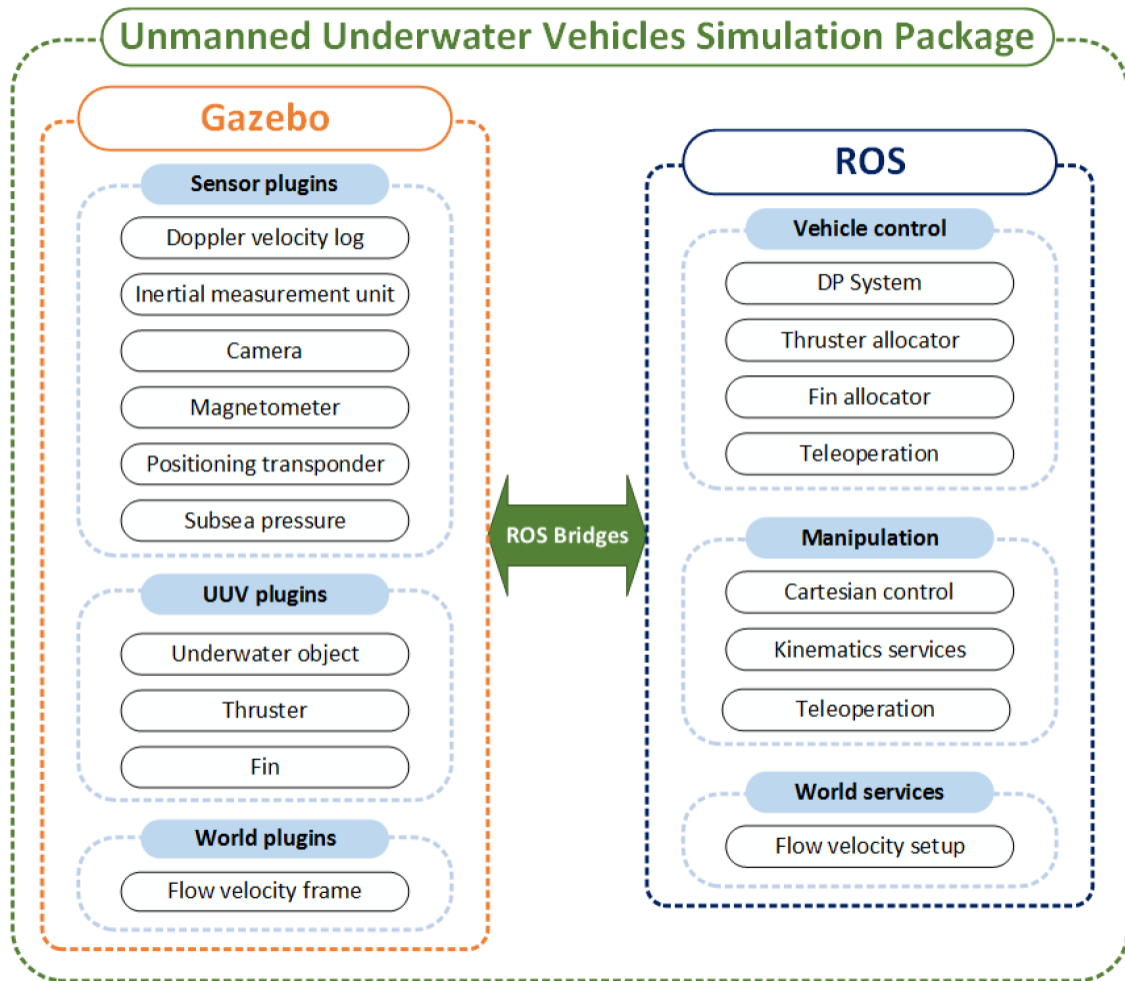 Unmanned Underwater Vehicles Simulation Package
Gazebo
Sensor plugins
Doppler velocity log
Inertial measurement unit
Camera
Magnetometer
Positioning transponder
Subsea pressure
UUV plugins
Underwater object
Thruster
Fin
World plugins
Flow velocity frame
ROS Bridges
ROS
Vehicle control
DP System
Thruster allocator
Fin allocator
Teleoperation
Manipulation
Cartesian control
Kinematics services
Teleoperation
World services
Flow velocity setup